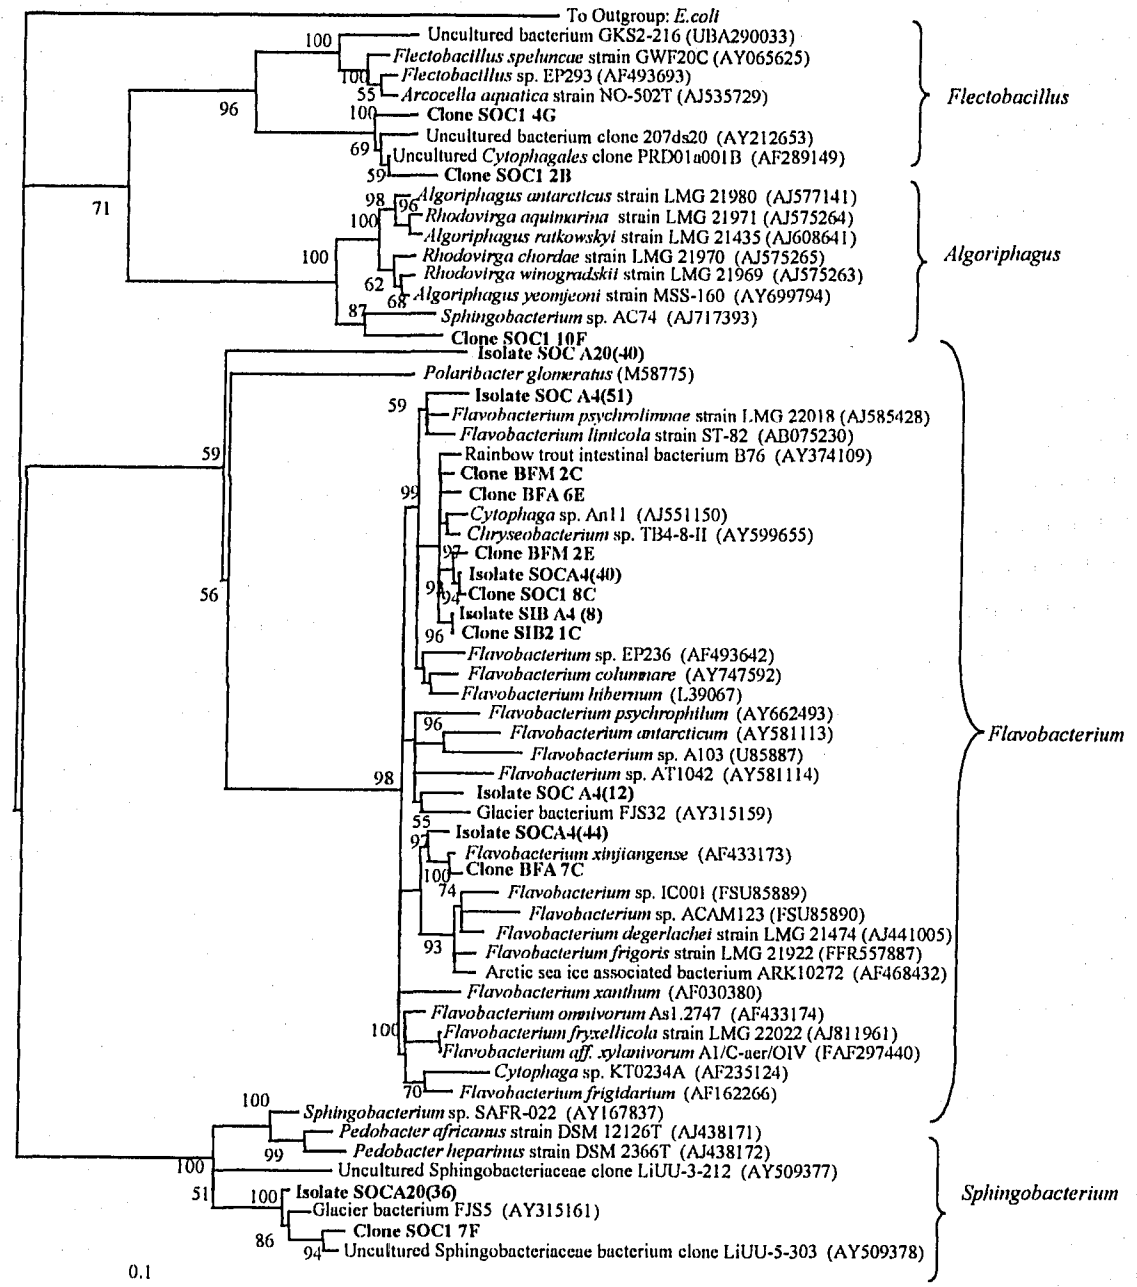 To Outgroup: E.coli
100
Uncultured bacterium GKS2-216 (UBA290033)
Flectobacillus speluncae strain GWF20C (AY065625)
100
Flectobacillus sp. EP293 (AF493693)
55
Arcocella aquatica strain NO-502T (AJ535729)
Flectobacillus
96
100
Clone SOC1 4G
Uncultured bacterium clone 207ds20 (AY212653)
69
Uncultured Cytophagales clone PRD01a001B (AF289149)
59
Clone SOC1 2B
71
98
Algoriphagus antarcticus strain LMG 21980 (AJ577141)
96
100
Rhodovirga aquimarina strain LMG 21971 (AJ575264)
Algoriphagus ratkowskyi strain LMG 21435 (AJ608641)
100
Rhodovirga chordae strain LMG 21970 (AJ575265)
Algoriphagus
62
Rhodovirga winogradskii strain LMG 21969 (AJ575263)
68
Algoriphagus yeomjeoni strain MSS-160 (AY699794)
87
Sphingobacterium sp. AC74 (AJ717393)
Clone SOC1 10F
Isolate SOC A20(40)
Polaribacter glomeratus (M58775)
Isolate SOC A4(51)
59
Flavobacterium psychrolimnae strain LMG 22018 (AJ585428)
Flavobacterium limicola strain ST-82 (AB075230)
59
Rainbow trout intestinal bacterium B76 (AY374109)
Clone BFM 2C
99
Clone BFA 6E
Cytophaga sp. An11 (AJ551150)
Chryseobacterium sp. TB4-8-II (AY599655)
97
Clone BFM 2E
Isolate SOCA4(40)
56
94
Clone SOC1 8C
Isolate SIB A4 (8)
96
Clone SIB2 1C
Flavobacterium sp. EP236 (AF493642)
Flavobacterium columnare (AY747592)
Flavobacterium hibernum (L39067)
Flavobacterium psychrophilum (AY662493)
96
Flavobacterium antarcticum (AY581113)
Flavobacterium
Flavobacterium sp. A103 (U85887)
98
Flavobacterium sp. AT1042 (AY581114)
Isolate SOC A4(12)
Glacier bacterium FJS32 (AY315159)
55
Isolate SOCA4(44)
Flavobacterium xinjiangense (AF433173)
100
Clone BFA 7C
74
Flavobacterium sp. IC001 (FSU85889)
Flavobacterium sp. ACAM123 (FSU85890)
Flavobacterium degerlachei strain LMG 21474 (AJ441005)
93
Flavobacterium frigoris strain LMG 21922 (FFR557887)
Arctic sea ice associated bacterium ARK10272 (AF468432)
Flavobacterium xanthum (AF030380)
Flavobacterium omnivorum As1.2747 (AF433174)
100
Flavobacterium fryxellicola strain LMG 22022 (AJ811961)
Flavobacterium aff. xylanivorum A1/C-aer/OIV (FAF297440)
Cytophaga sp. KT0234A (AF235124)
70
Flavobacterium frigidarium (AF162266)
100
Sphingobacterium sp. SAFR-022 (AY167837)
Pedobacter africanus strain DSM 12126T (AJ438171)
99
Pedobacter heparinus strain DSM 2366T (AJ438172)
100
Uncultured Sphingobacteriaceae clone LiUU-3-212 (AY509377)
51
100
Isolate SOCA20(36)
Sphingobacterium
Glacier bacterium FJS5 (AY315161)
Clone SOC1 7F
86
94
Uncultured Sphingobacteriaceae bacterium clone LiUU-5-303 (AY509378)
0.1